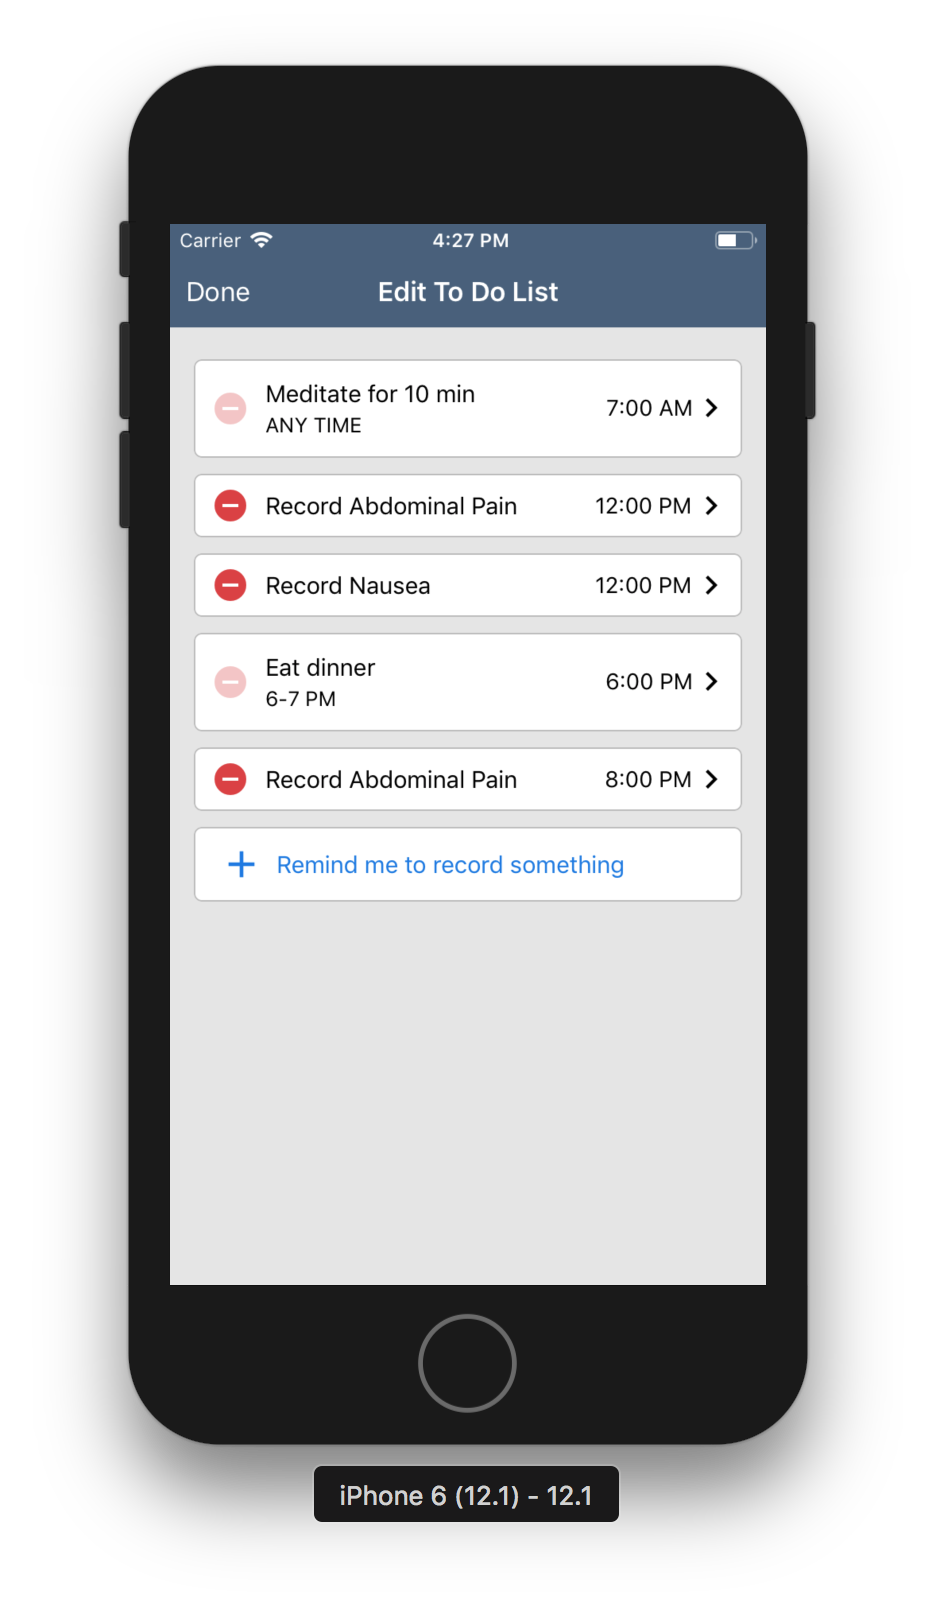 Carrier 4:27 PM
Done Edit To Do List
Meditate for 10 min
ANY TIME
7:00 AM
Record Abdominal Pain 12:00 PM
Record Nausea 12:00 PM
Eat dinner
6-7 PM
6:00 PM
Record Abdominal Pain 8:00 PM
Remind me to record something
iPhone 6 (12.1) - 12.1